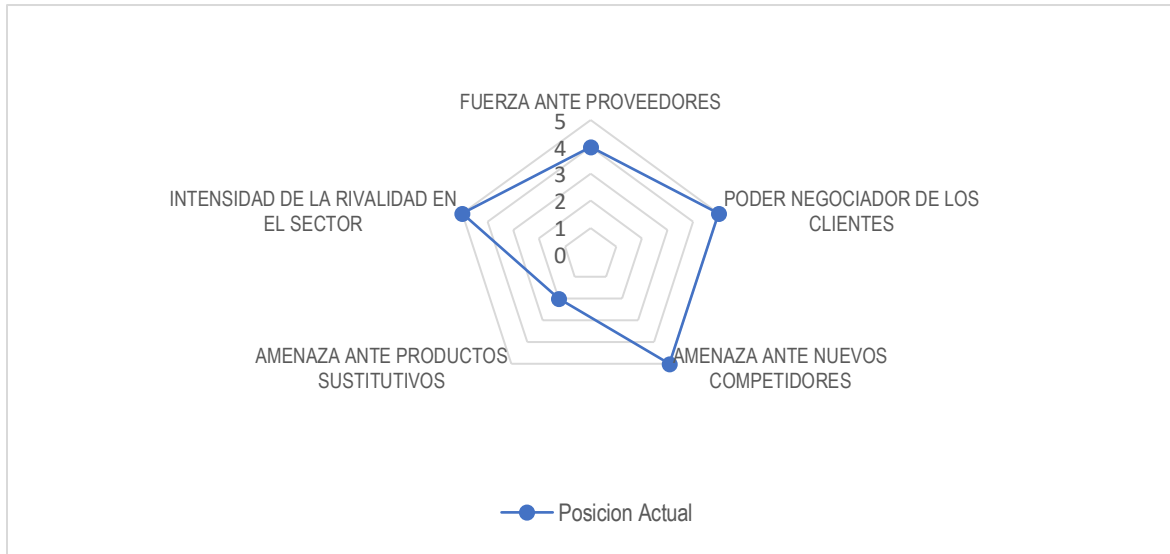 FUERZA ANTE PROVEEDORES
5
4
3
2
1
0
INTENSIDAD DE LA RIVALIDAD EN
EL SECTOR
PODER NEGOCIADOR DE LOS
CLIENTES
AMENAZA ANTE PRODUCTOS
SUSTITUTIVOS
AMENAZA ANTE NUEVOS
COMPETIDORES
Posicion Actual